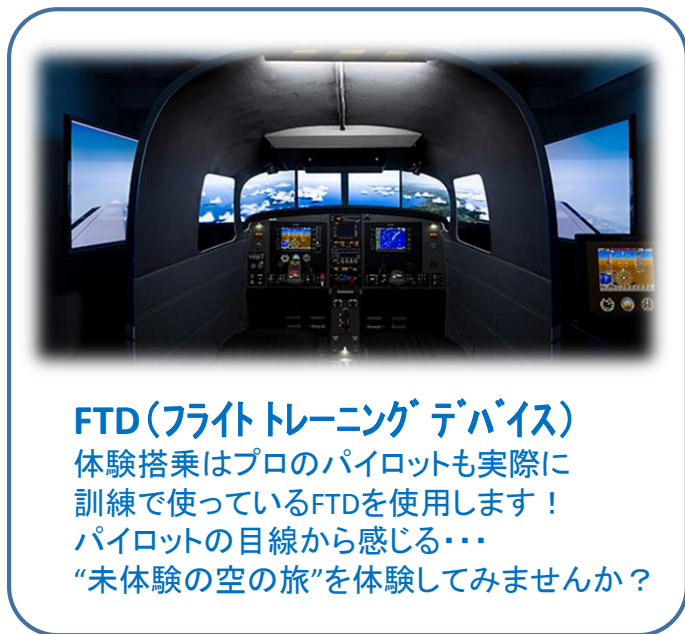 FTD(フライト トレーニング デバイス)
体験搭乗はプロのパイロットも実際に
訓練で使っているFTDを使用します！
パイロットの目線から感じる・・・
“未体験の空の旅”を体験してみませんか？